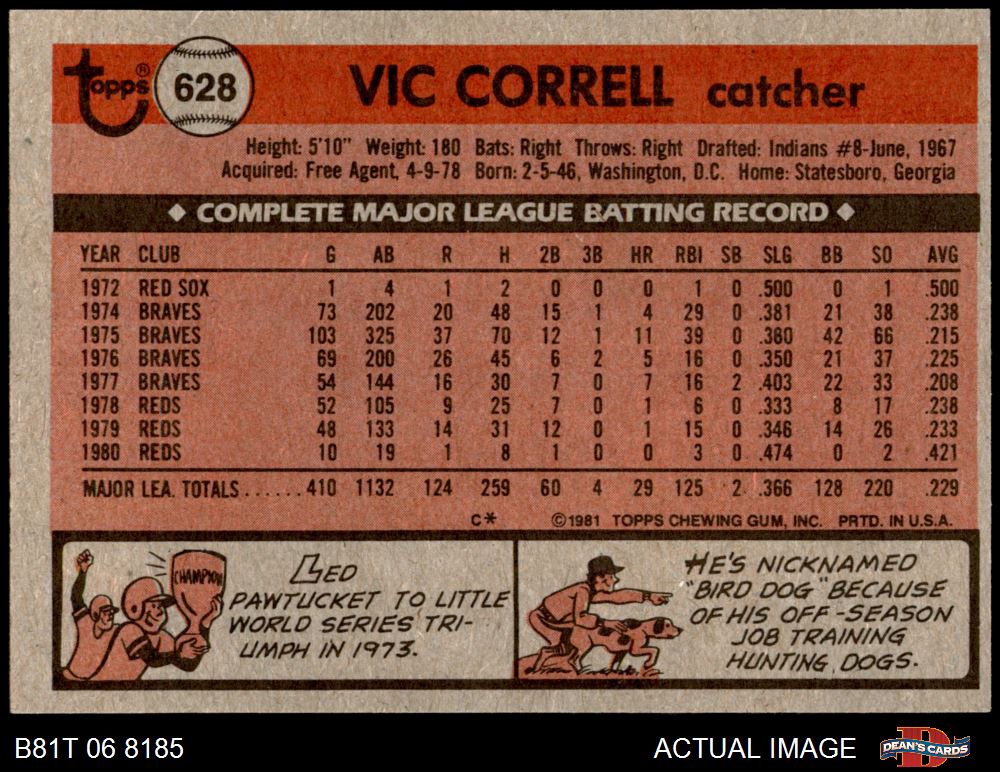 topps® 628 VIC CORRELL catcher
Height: 5'10" Weight: 180 Bats: Right Throws: Right Drafted: Indians #8-June, 1967
Acquired: Free Agent, 4-9-78 Born: 2-5-46, Washington, D.C. Home: Statesboro, Georgia
◆ COMPLETE MAJOR LEAGUE BATTING RECORD ◆
YEAR CLUB G AB R H 2B 3B HR RBI SB SLG BB SO AVG
1972 RED SOX 1 4 1 2 0 0 0 1 0 .500 0 1 .500
1974 BRAVES 73 202 20 48 15 1 4 29 0 .381 21 38 .238
1975 BRAVES 103 325 37 70 12 1 11 39 0 .380 42 66 .215
1976 BRAVES 69 200 26 45 6 2 5 16 0 .350 21 37 .225
1977 BRAVES 54 144 16 30 7 0 7 16 2 .403 22 33 .208
1978 REDS 52 105 9 25 7 0 1 6 0 .333 8 17 .238
1979 REDS 48 133 14 31 12 0 1 15 0 .346 14 26 .233
1980 REDS 10 19 1 8 1 0 0 3 0 .474 0 2 .421
MAJOR LEA. TOTALS......410 1132 124 259 60 4 29 125 2 .366 128 220 .229
C* ©1981 TOPPS CHEWING GUM, INC. PRTD. IN U.S.A.
CHAMPION
LED
PAWTUCKET TO LITTLE
WORLD SERIES TRI-
UMPH IN 1973.
HE'S NICKNAMED
"BIRD DOG" BECAUSE
OF HIS OFF-SEASON
JOB TRAINING
HUNTING DOGS.
B81T 06 8185 ACTUAL IMAGE DEAN'S CARDS